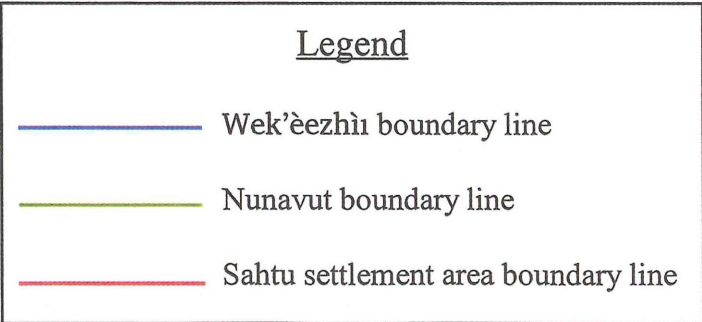 Legend
Wek’èezhìı boundary line
Nunavut boundary line
Sahtu settlement area boundary line